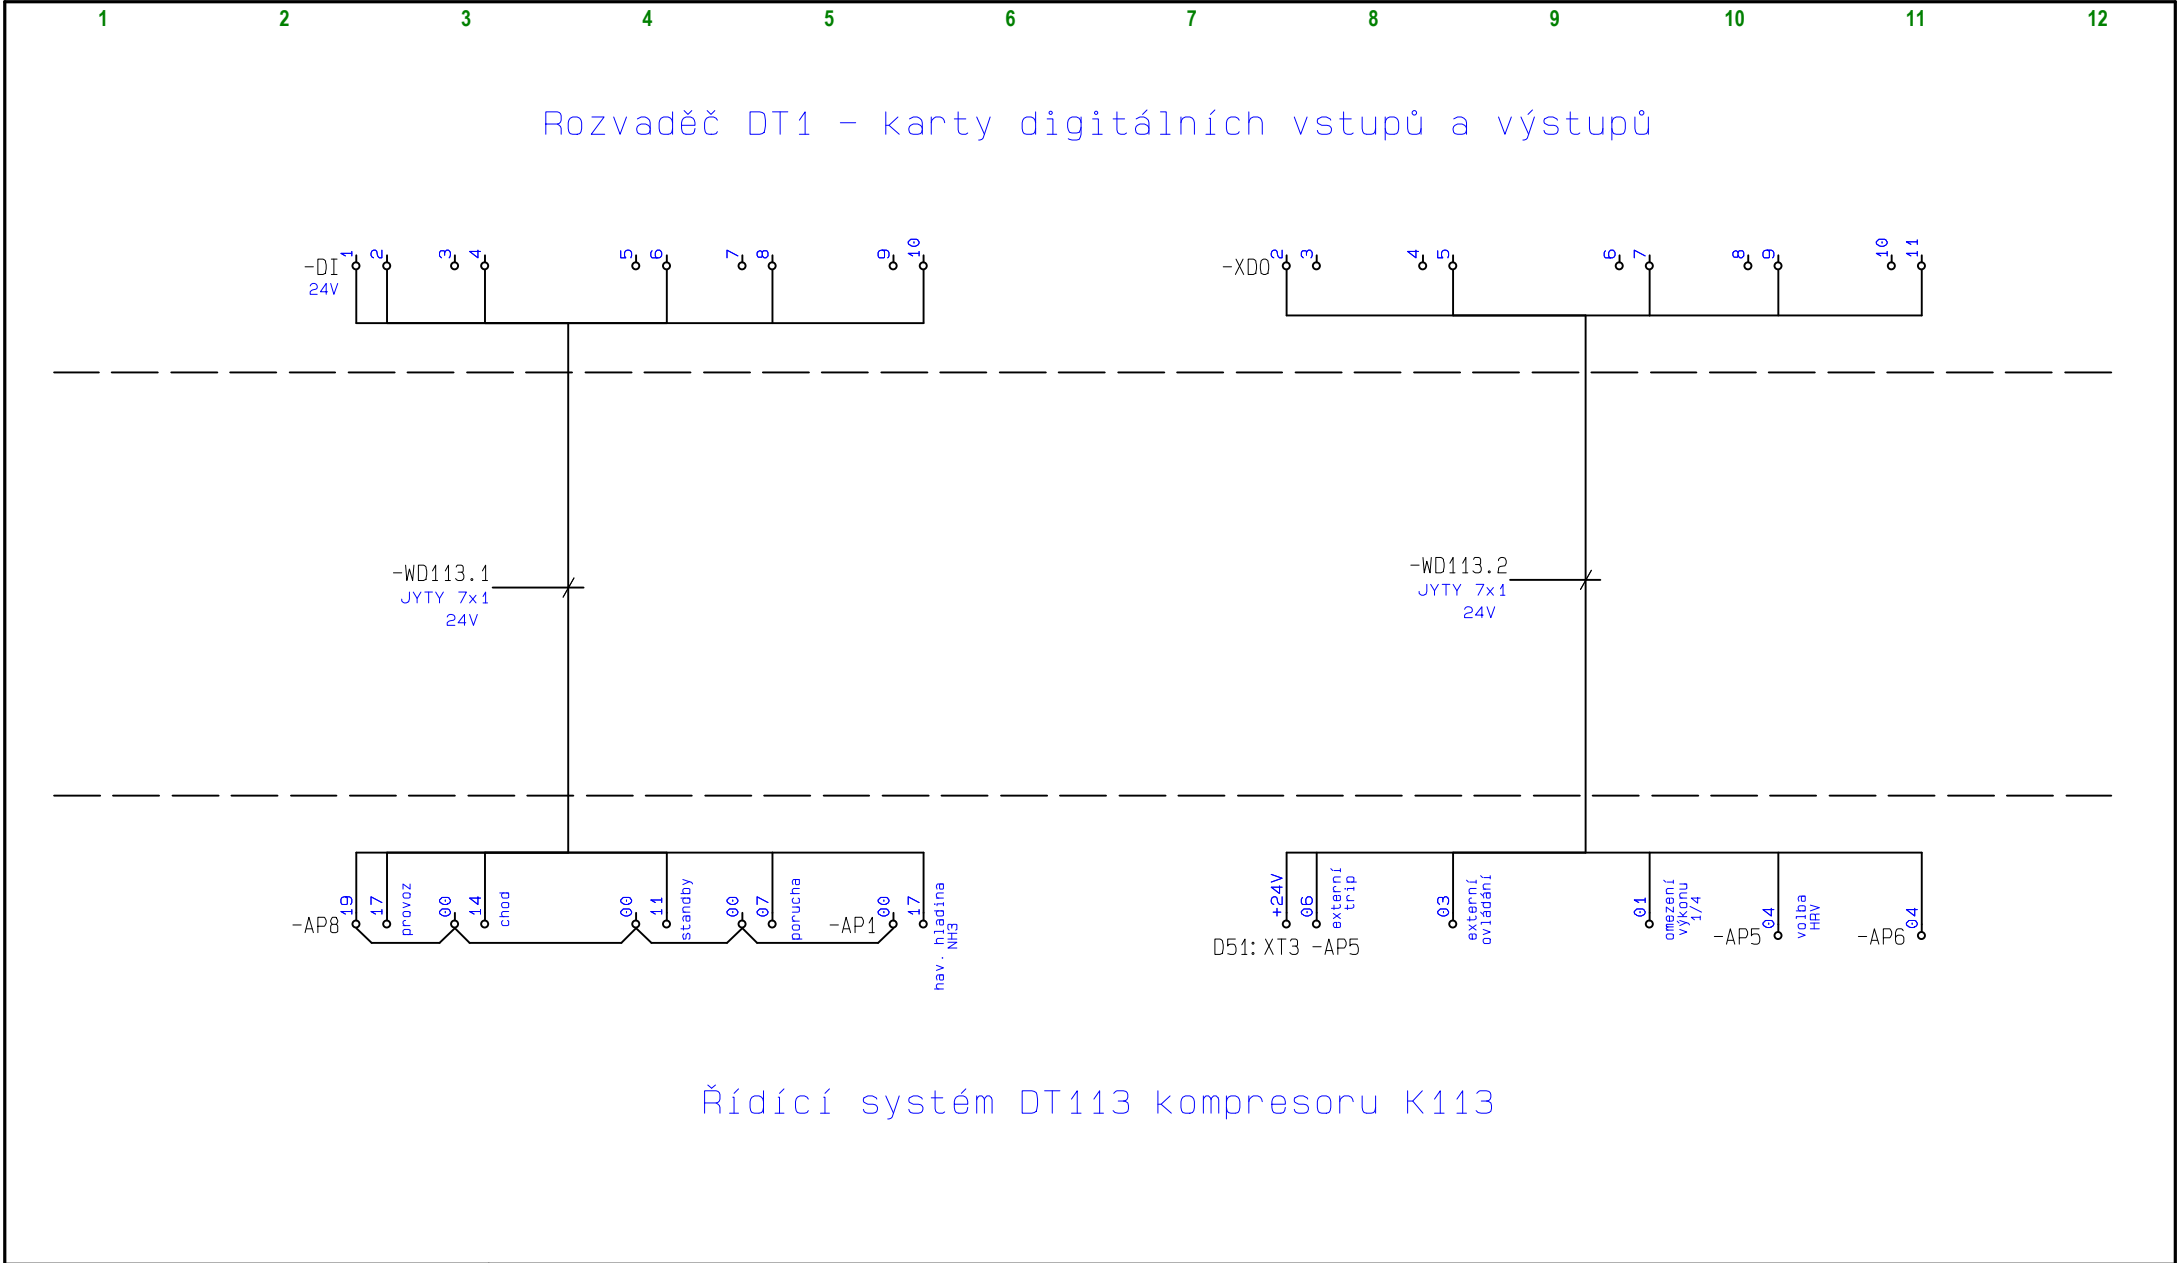 1 2 3 4 5 6 7 8 9 10 11 12
Rozvaděč DT1 - karty digitálních vstupů a výstupů
-DI 1 2 3 4 5 6 7 8 9 10
24V
-XDO 2 3 4 5 6 7 8 9 10 11
-WD113.1
JYTY 7x1
24V
-WD113.2
JYTY 7x1
24V
-AP8 19 17 provoz 00 14 chod 00 11 standby 00 07 porucha -AP1 00 17 hav. hladina
NH3
+24V 06 externí
trip
03 externí
ovládání
01 omezení
výkonu
1/4
-AP5 04 volba
HRV
-AP6 04
D51:XT3 -AP5
Řídící systém DT113 kompresoru K113